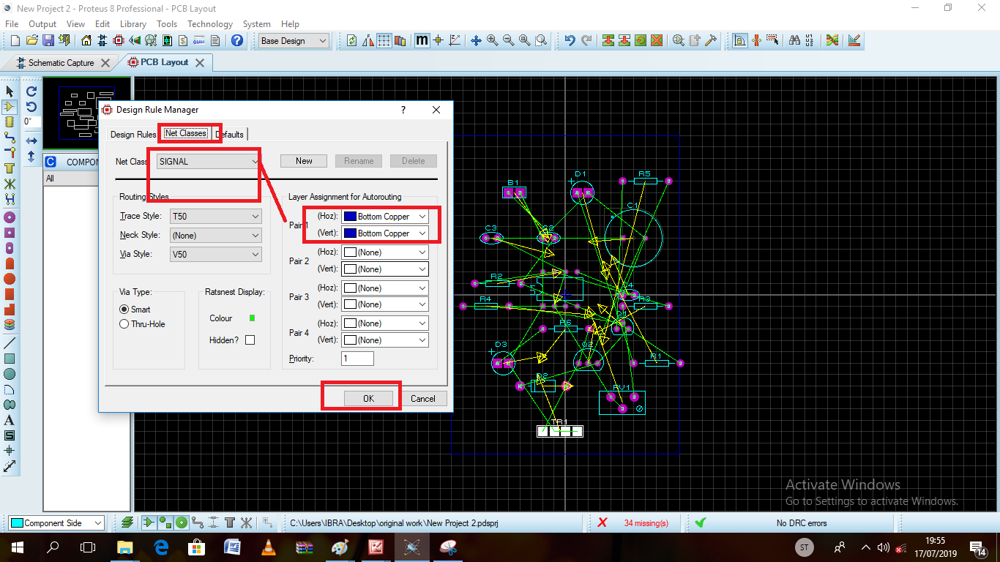 New Project 2 - Proteus 8 Professional - PCB Layout
File Output View Edit Library Tools Technology System Help
Base Design
Schematic Capture
PCB Layout
0°
COMPON
All
Design Rule Manager
?
Design Rules
Net Classes
Defaults
Net Class
SIGNAL
New
Rename
Delete
Routing Styles
Trace Style: T50
Neck Style: (None)
Via Style: V50
Via Type:
Smart
Thru-Hole
Ratsnest Display:
Colour
Hidden?
Layer Assignment for Autorouting
Pair 1
(Hoz): Bottom Copper
(Vert): Bottom Copper
Pair 2
(Hoz): (None)
(Vert): (None)
Pair 3
(Hoz): (None)
(Vert): (None)
Pair 4
(Hoz): (None)
(Vert): (None)
Priority: 1
OK
Cancel
B1
D1
R5
C1
C3
R2
R4
R6
D3
Q2
R1
RV1
TR1
Activate Windows
Go to Settings to activate Windows.
Component Side
C:\Users\IBRA\Desktop\original work\New Project 2.pdsprj
34 missing(s)
No DRC errors
ST
19:55
17/07/2019
14